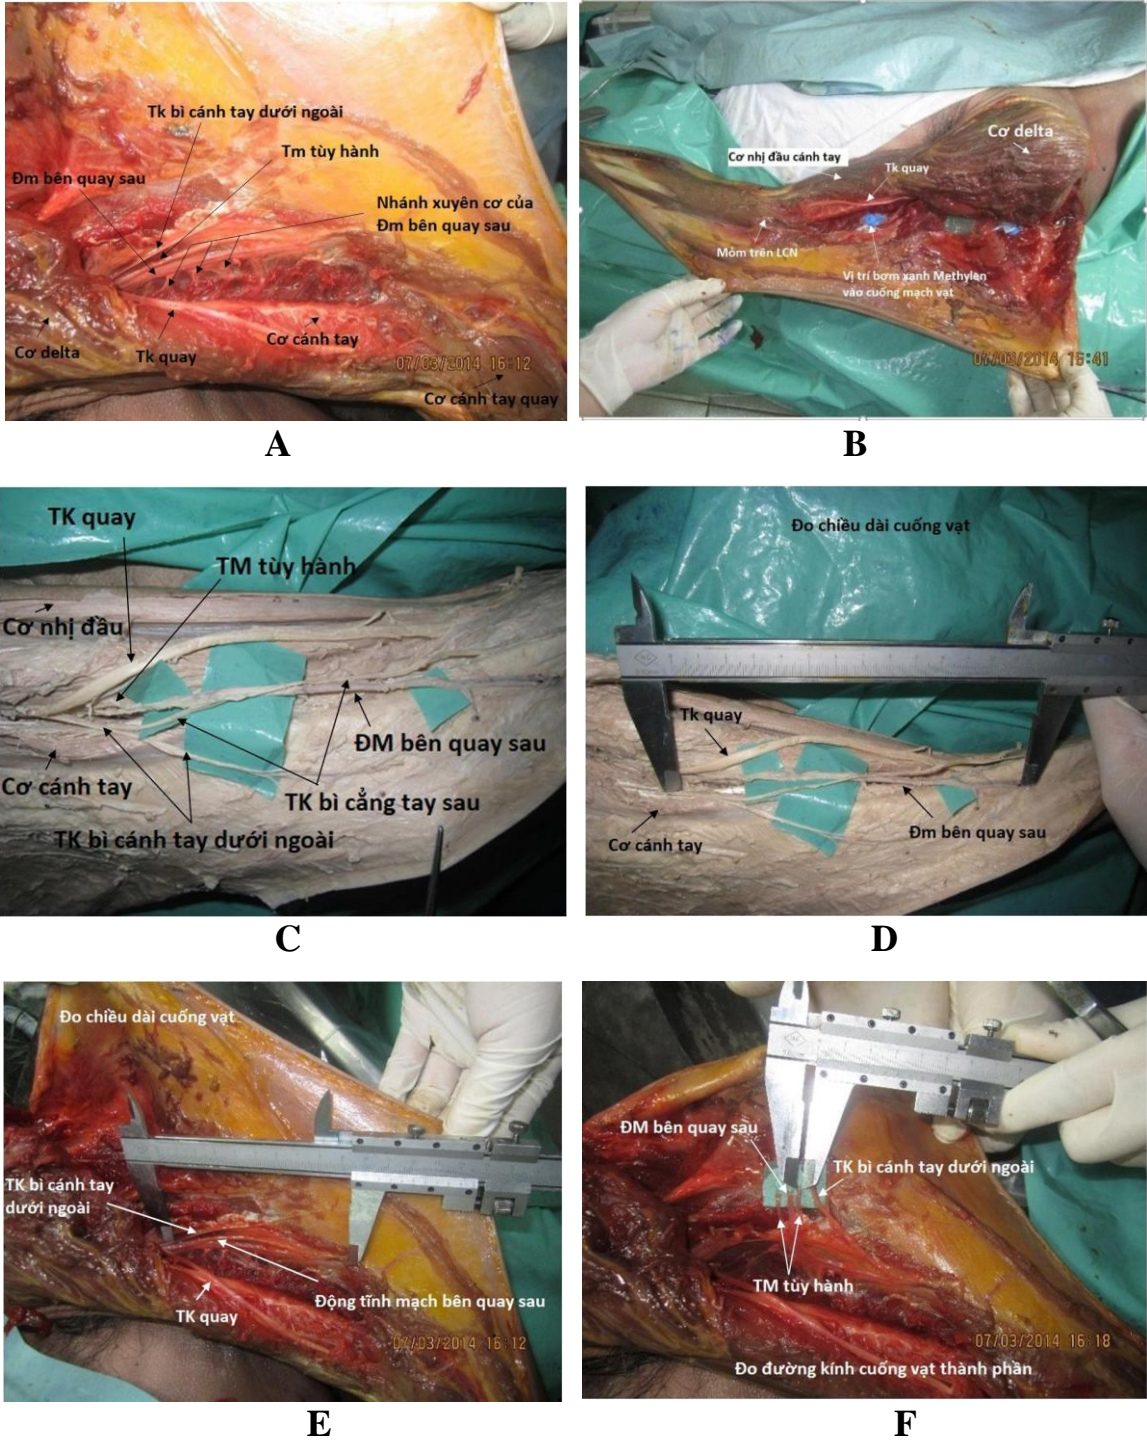 Tk bì cánh tay dưới ngoài
Tm tùy hành
Đm bên quay sau
Nhánh xuyên cơ của
Đm bên quay sau
Cơ delta
Tk quay
Cơ cánh tay
07/03/2014 16:12
Cơ cánh tay quay
A
Cơ delta
Cơ nhị đầu cánh tay
Tk quay
Mỏm trên LCN
Vị trí bơm xanh Methylen
vào cuống mạch vạt
07/03/2014 16:41
B
TK quay
TM tùy hành
Cơ nhị đầu
ĐM bên quay sau
Cơ cánh tay
TK bì cẳng tay sau
TK bì cánh tay dưới ngoài
C
Đo chiều dài cuống vạt
Tk quay
Đm bên quay sau
Cơ cánh tay
D
Đo chiều dài cuống vạt
TK bì cánh tay
dưới ngoài
TK quay
Động tĩnh mạch bên quay sau
07/03/2014 16:12
E
ĐM bên quay sau
TK bì cánh tay dưới ngoài
TM tùy hành
07/03/2014 16:18
Đo đường kính cuống vạt thành phần
F